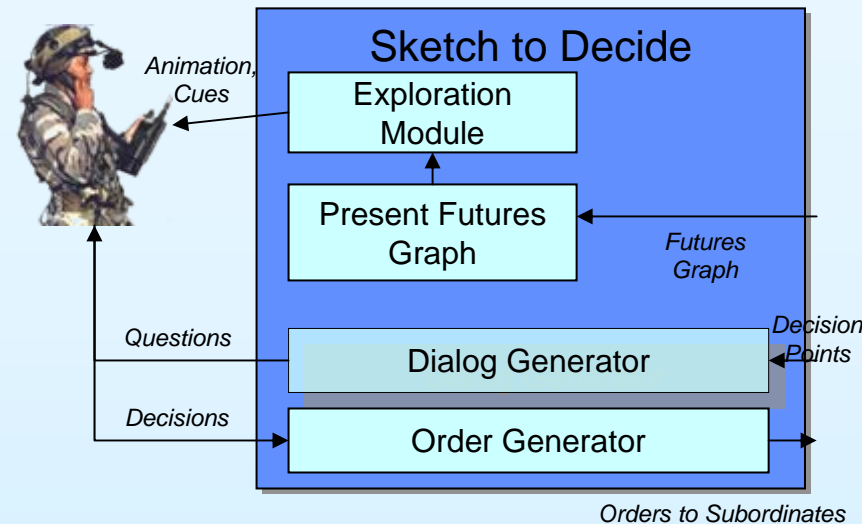 Sketch to Decide
Animation,
Cues
Exploration
Module
Present Futures
Graph
Futures
Graph
Questions
Dialog Generator
Decision
Points
Decisions
Order Generator
Orders to Subordinates